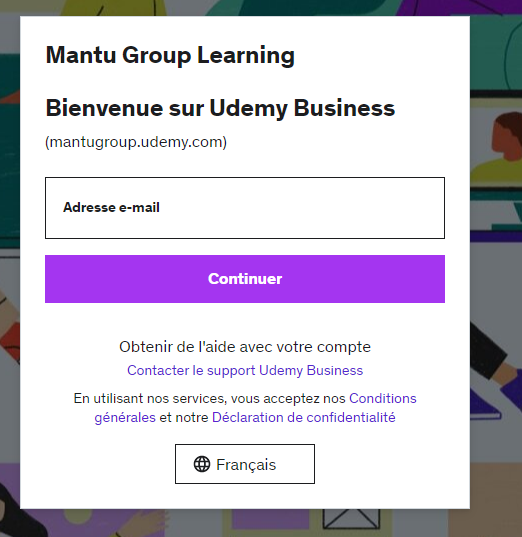 Mantu Group Learning
Bienvenue sur Udemy Business
(mantugroup.udemy.com)
Adresse e-mail
Continuer
Obtenir de l'aide avec votre compte
Contacter le support Udemy Business
En utilisant nos services, vous acceptez nos Conditions
générales et notre Déclaration de confidentialité
Français